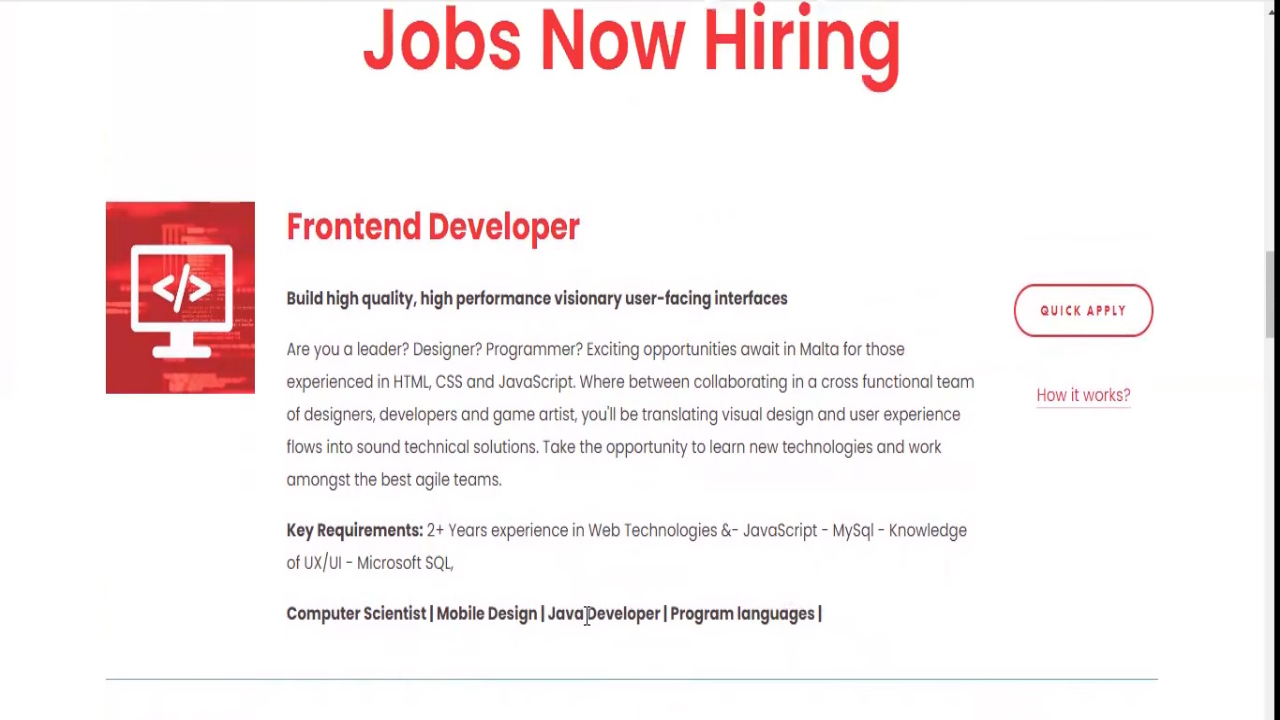 Jobs Now Hiring
</>
Frontend Developer
Build high quality, high performance visionary user-facing interfaces
QUICK APPLY
Are you a leader? Designer? Programmer? Exciting opportunities await in Malta for those
experienced in HTML, CSS and JavaScript. Where between collaborating in a cross functional team
How it works?
of designers, developers and game artist, you'll be translating visual design and user experience
flows into sound technical solutions. Take the opportunity to learn new technologies and work
amongst the best agile teams.
Key Requirements: 2+ Years experience in Web Technologies &- JavaScript - MySql - Knowledge
of UX/UI - Microsoft SQL,
Computer Scientist | Mobile Design | Java Developer | Program languages |